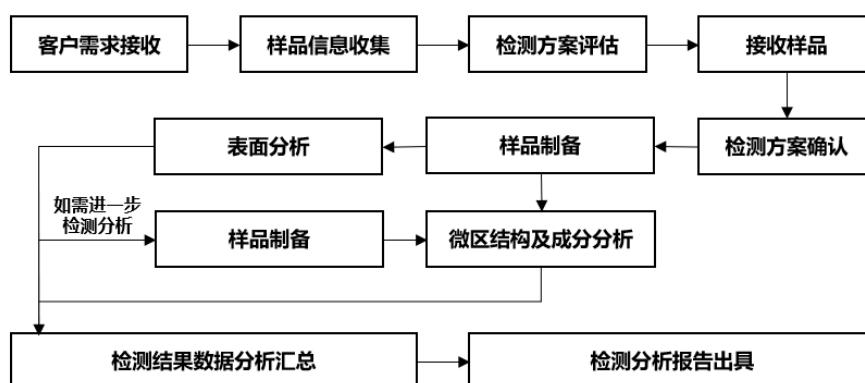 客户需求接收
样品信息收集
检测方案评估
接收样品
表面分析
样品制备
检测方案确认
如需进一步
检测分析
样品制备
微区结构及成分分析
检测结果数据分析汇总
检测分析报告出具